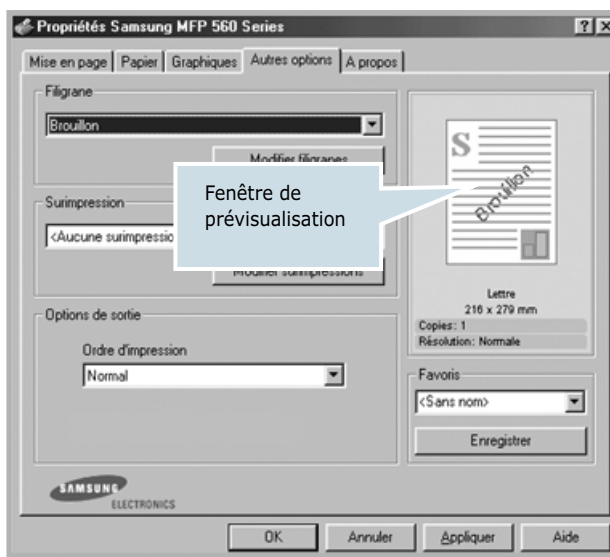 Propriétés Samsung MFP 560 Series
Mise en page
Papier
Graphiques
Autres options
A propos
Filigrane
Brouillon
Modifier filigranes
Fenêtre de
prévisualisation
Surimpression
<Aucune surimpressio
Modifier surimpressions
Options de sortie
Ordre d'impression
Normal
SAMSUNG
ELECTRONICS
S
Brouillon
Lettre
216 x 279 mm
Copies: 1
Résolution: Normale
Favoris
<Sans nom>
Enregistrer
OK
Annuler
Appliquer
Aide